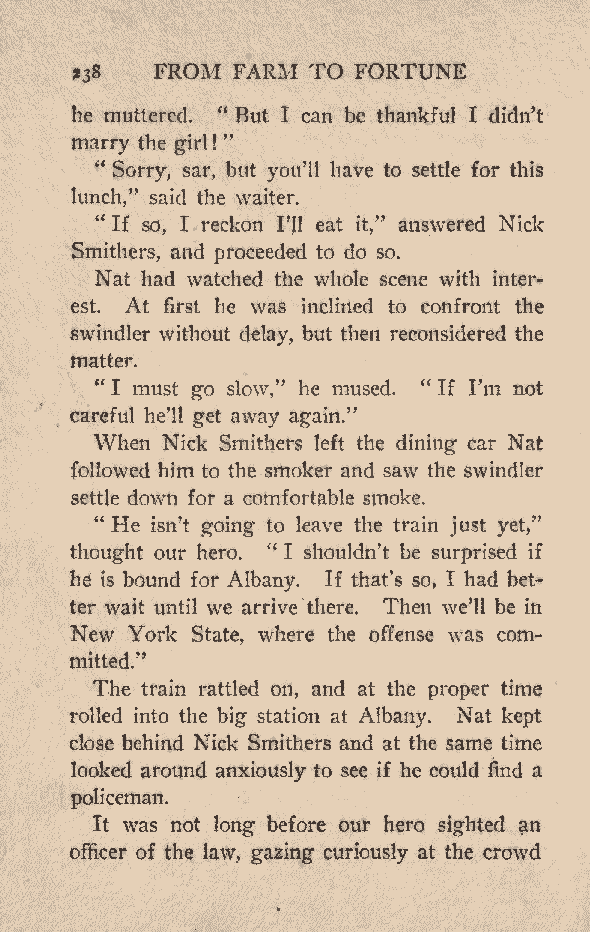 238 FROM FARM TO FORTUNE
he muttered. “ But I can be thankful I didn’t
marry the girl! ”
“ Sorry, sar, but you’ll have to settle for this
lunch,” said the waiter.
“ If so, I reckon I’ll eat it,” answered Nick
Smithers, and proceeded to do so.
Nat had watched the whole scene with inter-
est. At first he was inclined to confront the
swindler without delay, but then reconsidered the
matter.
“ I must go slow,” he mused. “ If I’m not
careful he’ll get away again.”
When Nick Smithers left the dining car Nat
followed him to the smoker and saw the swindler
settle down for a comfortable smoke.
“ He isn’t going to leave the train just yet,”
thought our hero. “ I shouldn’t be surprised if
he is bound for Albany. If that’s so, I had bet-
ter wait until we arrive there. Then we’ll be in
New York State, where the offense was com-
mitted.”
The train rattled on, and at the proper time
rolled into the big station at Albany. Nat kept
close behind Nick Smithers and at the same time
looked around anxiously to see if he could find a
policeman.
It was not long before our hero sighted an
officer of the law, gazing curiously at the crowd